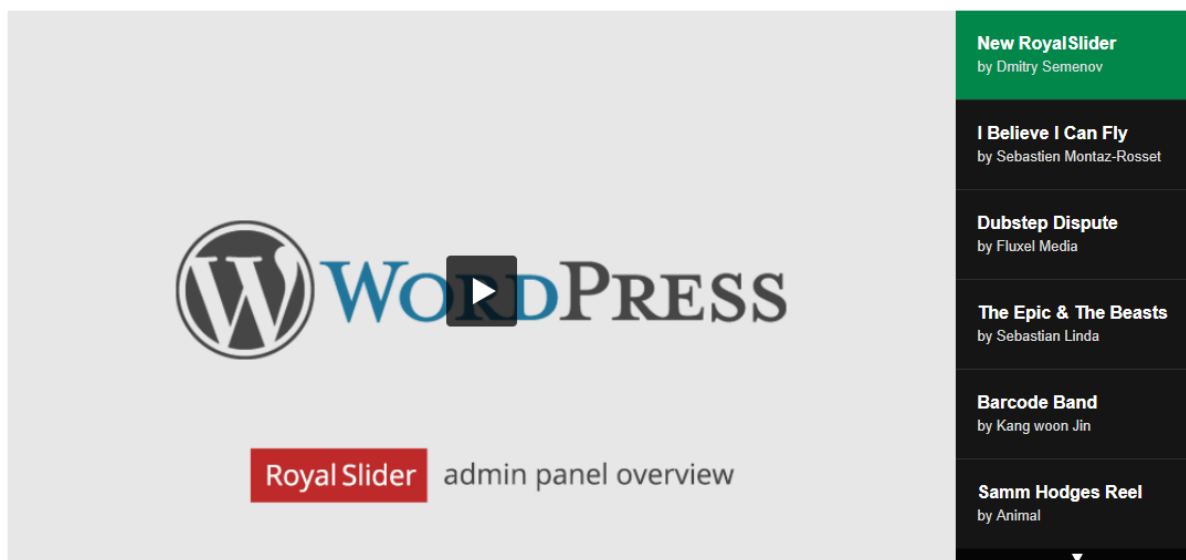 WORDPRESS
Royal Slider admin panel overview
New RoyalSlider
by Dmitry Semenov
I Believe I Can Fly
by Sebastien Montaz-Rosset
Dubstep Dispute
by Fluxel Media
The Epic & The Beasts
by Sebastian Linda
Barcode Band
by Kang woon Jin
Samm Hodges Reel
by Animal